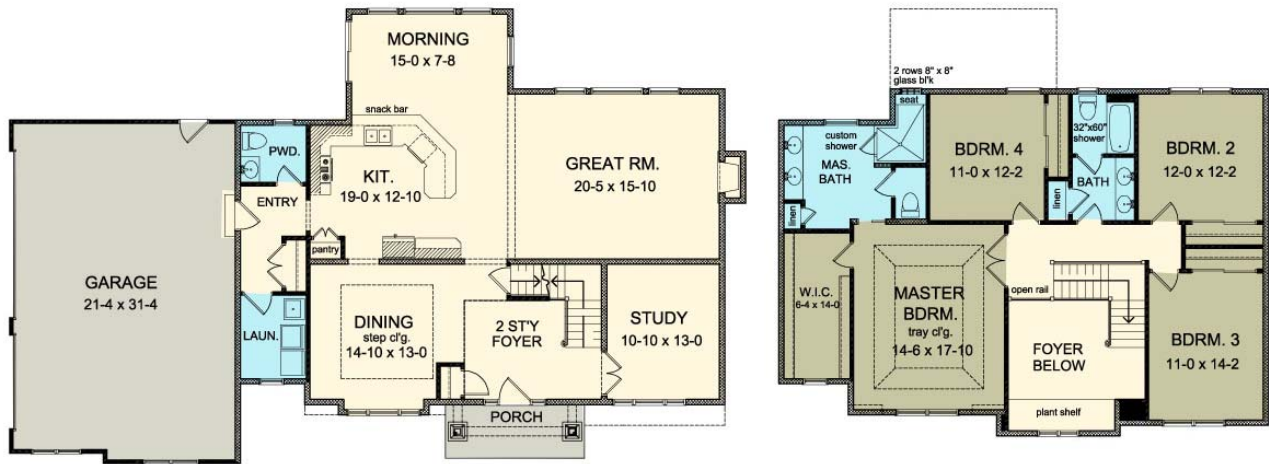 MORNING
15-0 x 7-8
snack bar
PWD.
KIT.
19-0 x 12-10
GREAT RM.
20-5 x 15-10
ENTRY
pantry
GARAGE
21-4 x 31-4
LAUN.
DINING
step cl'g.
14-10 x 13-0
2 ST'Y
FOYER
STUDY
10-10 x 13-0
PORCH
2 rows 8" x 8"
glass bl'k
seat
custom
shower
MAS.
BATH
linen
BDRM. 4
11-0 x 12-2
32"x60"
shower
linen
BATH
BDRM. 2
12-0 x 12-2
W.I.C.
6-4 x 14-0
MASTER
BDRM.
tray cl'g.
14-6 x 17-10
open rail
FOYER
BELOW
plant shelf
BDRM. 3
11-0 x 14-2